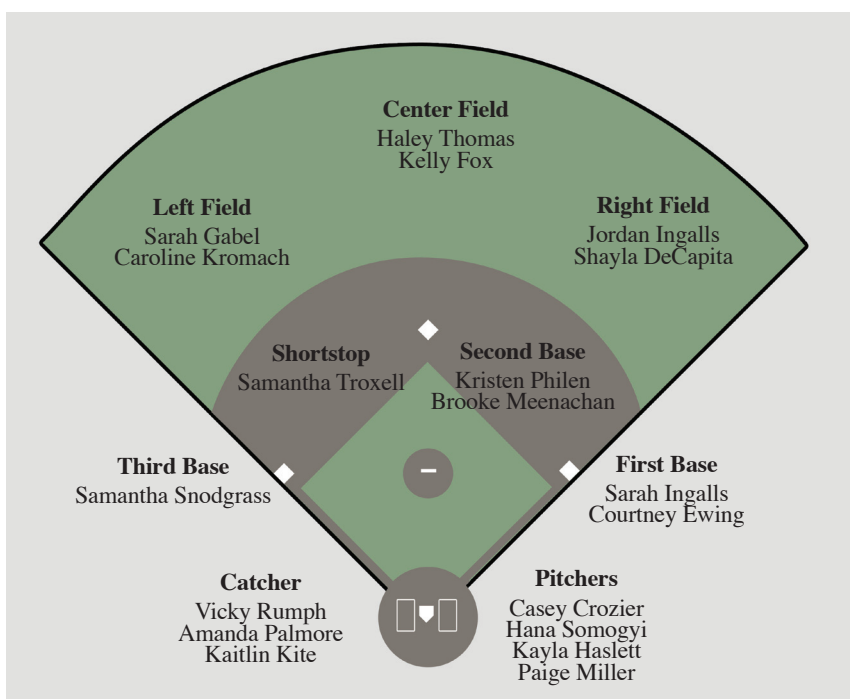 Center Field
Haley Thomas
Kelly Fox
Left Field
Sarah Gabel
Caroline Kromach
Right Field
Jordan Ingalls
Shayla DeCapita
Shortstop
Samantha Troxell
Second Base
Kristen Philen
Brooke Meenachan
Third Base
Samantha Snodgrass
First Base
Sarah Ingalls
Courtney Ewing
Catcher
Vicky Rumph
Amanda Palmore
Kaitlin Kite
Pitchers
Casey Crozier
Hana Somogyi
Kayla Haslett
Paige Miller